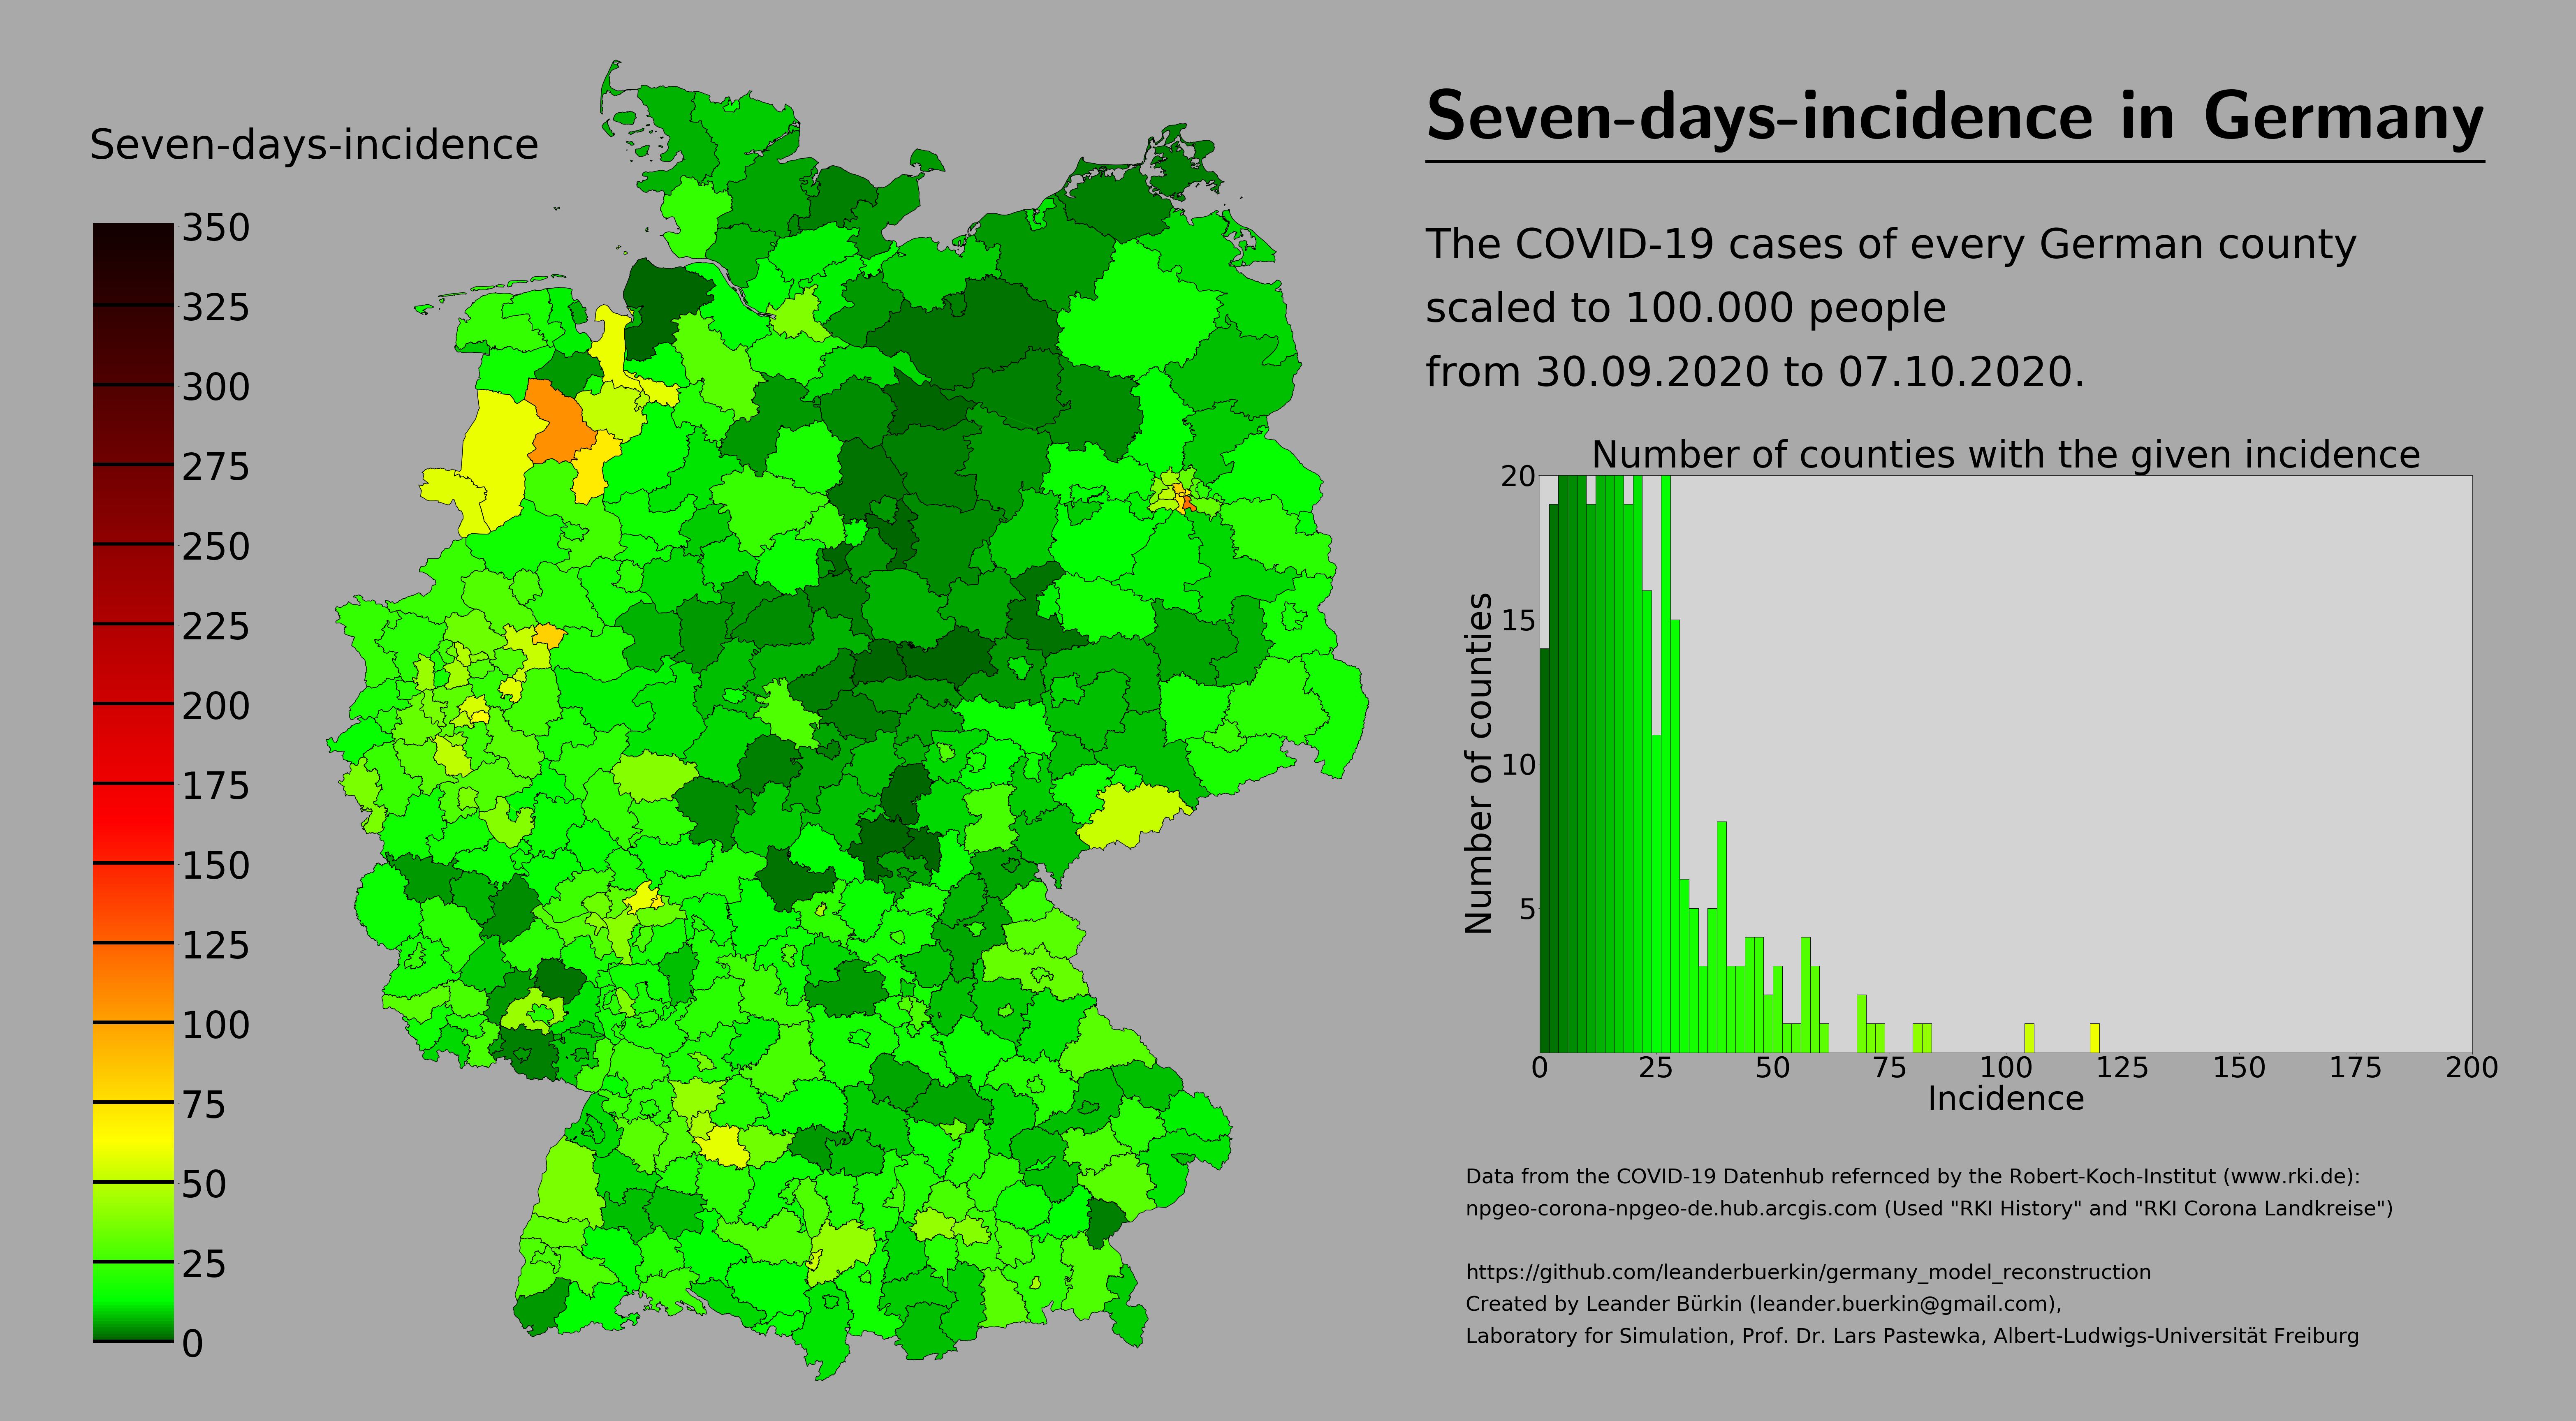 Seven-days-incidence in Germany
Seven-days-incidence
350
325
300
275
250
225
200
175
150
125
100
75
50
25
0
The COVID-19 cases of every German county
scaled to 100.000 people
from 30.09.2020 to 07.10.2020.
Number of counties with the given incidence
20
15
10
5
Number of counties
0 25 50 75 100 125 150 175 200
Incidence
Data from the COVID-19 Datenhub refernced by the Robert-Koch-Institut (www.rki.de):
npgeo-corona-npgeo-de.hub.arcgis.com (Used "RKI History" and "RKI Corona Landkreise")
https://github.com/leanderbuerkin/germany_model_reconstruction
Created by Leander Bürkin (leander.buerkin@gmail.com),
Laboratory for Simulation, Prof. Dr. Lars Pastewka, Albert-Ludwigs-Universität Freiburg